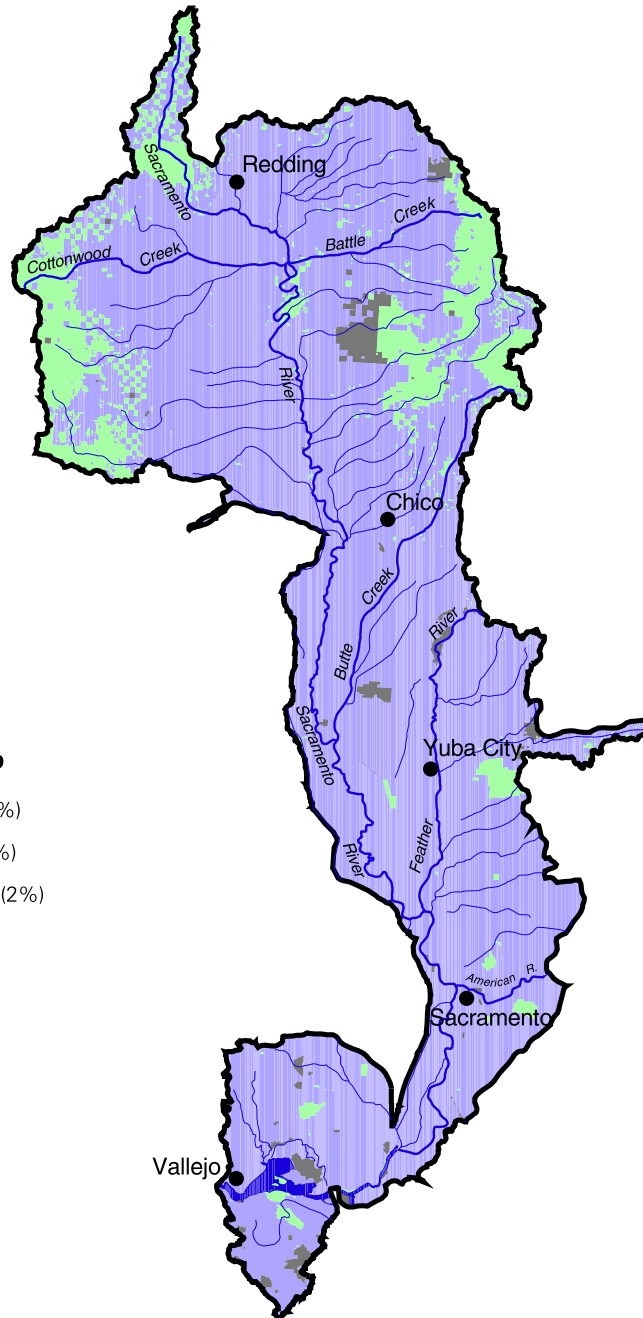 Redding
Sacramento
Creek
Battle
Cottonwood
Creek
River
Chico
Creek
River
Butte
Sacramento
Yuba City
%)
Feather
River
%)
(2%)
American R.
Sacramento
Vallejo